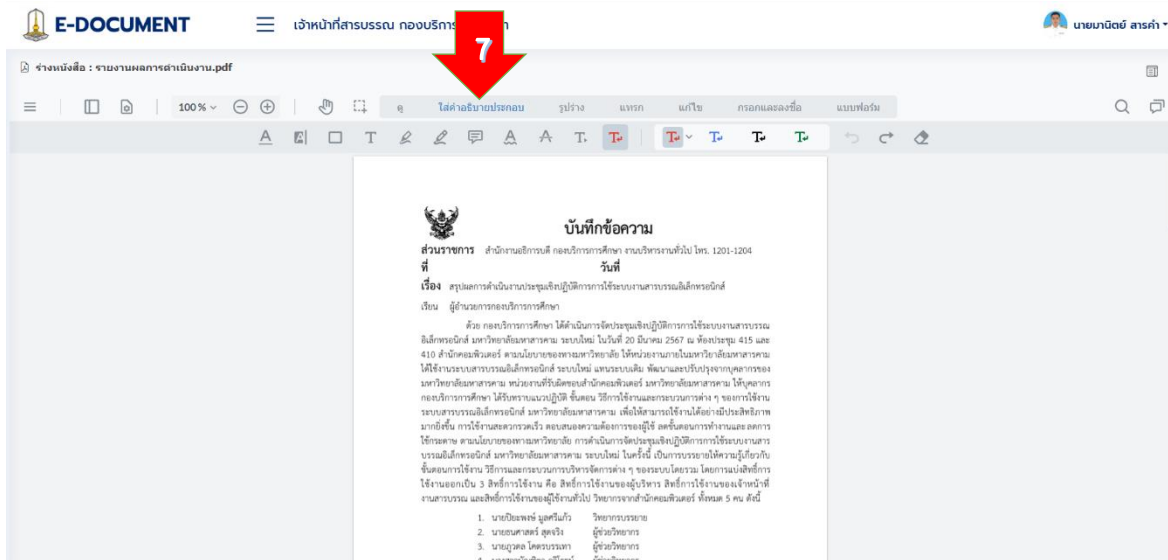 E-DOCUMENT
เจ้าหน้าที่สารบรรณ กองบริการ
7
นายมานิตย์ สารคำ
ร่างหนังสือ : รายงานผลการดำเนินงาน.pdf
100 %
ดู ใส่คำอธิบายประกอบ รูปร่าง แทรก แก้ไข กรอกและลงชื่อ แบบฟอร์ม
บันทึกข้อความ
ส่วนราชการ สำนักงานอธิการบดี กองบริการการศึกษา งานบริหารงานทั่วไป โทร. 1201-1204
ที่ วันที่
เรื่อง สรุปผลการดำเนินงานประชุมเชิงปฏิบัติการการใช้ระบบงานสารบรรณอิเล็กทรอนิกส์
เรียน ผู้อำนวยการกองบริการการศึกษา
ด้วย กองบริการการศึกษา ได้ดำเนินการจัดประชุมเชิงปฏิบัติการการใช้ระบบงานสารบรรณ
อิเล็กทรอนิกส์ มหาวิทยาลัยมหาสารคาม ระบบใหม่ ในวันที่ 20 มีนาคม 2567 ณ ห้องประชุม 415 และ
410 สำนักคอมพิวเตอร์ ตามนโยบายของทางมหาวิทยาลัย ให้หน่วยงานภายในมหาวิยาลัยมหาสารคาม
ได้ใช้งานระบบสารบรรณอิเล็กทรอนิกส์ ระบบใหม่ แทนระบบเดิม พัฒนาและปรับปรุงจากบุคลากรของ
มหาวิทยาลัยมหาสารคาม หน่วยงานที่รับผิดชอบสำนักคอมพิวเตอร์ มหาวิทยาลัยมหาสารคาม ให้บุคลากร
กองบริการการศึกษา ได้รับทราบแนวปฏิบัติ ขั้นตอน วิธีการใช้งานและกระบวนการต่าง ๆ ของการใช้งาน
ระบบสารบรรณอิเล็กทรอนิกส์ มหาวิทยาลัยมหาสารคาม เพื่อให้สามารถใช้งานได้อย่างมีประสิทธิภาพ
มากยิ่งขึ้น การใช้งานสะดวกรวดเร็ว ตอบสนองความต้องการของผู้ใช้ ลดขั้นตอนการทำงานและลดการ
ใช้กระดาษ ตามนโยบายของทางมหาวิทยาลัย การดำเนินการจัดประชุมเชิงปฏิบัติการการใช้ระบบงานสาร
บรรณอิเล็กทรอนิกส์ มหาวิทยาลัยมหาสารคาม ระบบใหม่ ในครั้งนี้ เป็นการบรรยายให้ความรู้เกี่ยวกับ
ขั้นตอนการใช้งาน วิธีการและกระบวนการบริหารจัดการต่าง ๆ ของระบบโดยรวม โดยการแบ่งสิทธิ์การ
ใช้งานออกเป็น 3 สิทธิ์การใช้งาน คือ สิทธิ์การใช้งานของผู้บริหาร สิทธิ์การใช้งานของเจ้าหน้าที่
งานสารบรรณ และสิทธิ์การใช้งานของผู้ใช้งานทั่วไป วิทยากรจากสำนักคอมพิวเตอร์ ทั้งหมด 5 คน ดังนี้
1. นายปิยะพงษ์ มูลศรีแก้ว วิทยากรบรรยาย
2. นายธนศาสตร์ สุดจริง ผู้ช่วยวิทยากร
3. นายภูวดล โคตรบรรเทา ผู้ช่วยวิทยากร